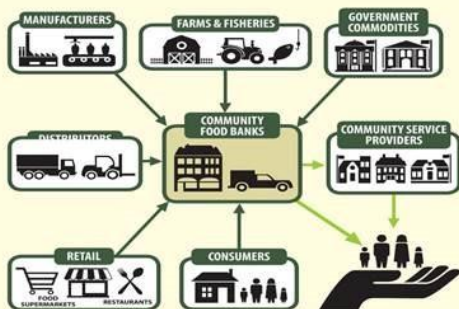 MANUFACTURERS
FARMS & FISHERIES
GOVERNMENT
COMMODITIES
DISTRIBUTORS
COMMUNITY
FOOD BANKS
COMMUNITY SERVICE
PROVIDERS
RETAIL
FOOD
SUPERMARKETS
RESTAURANTS
CONSUMERS